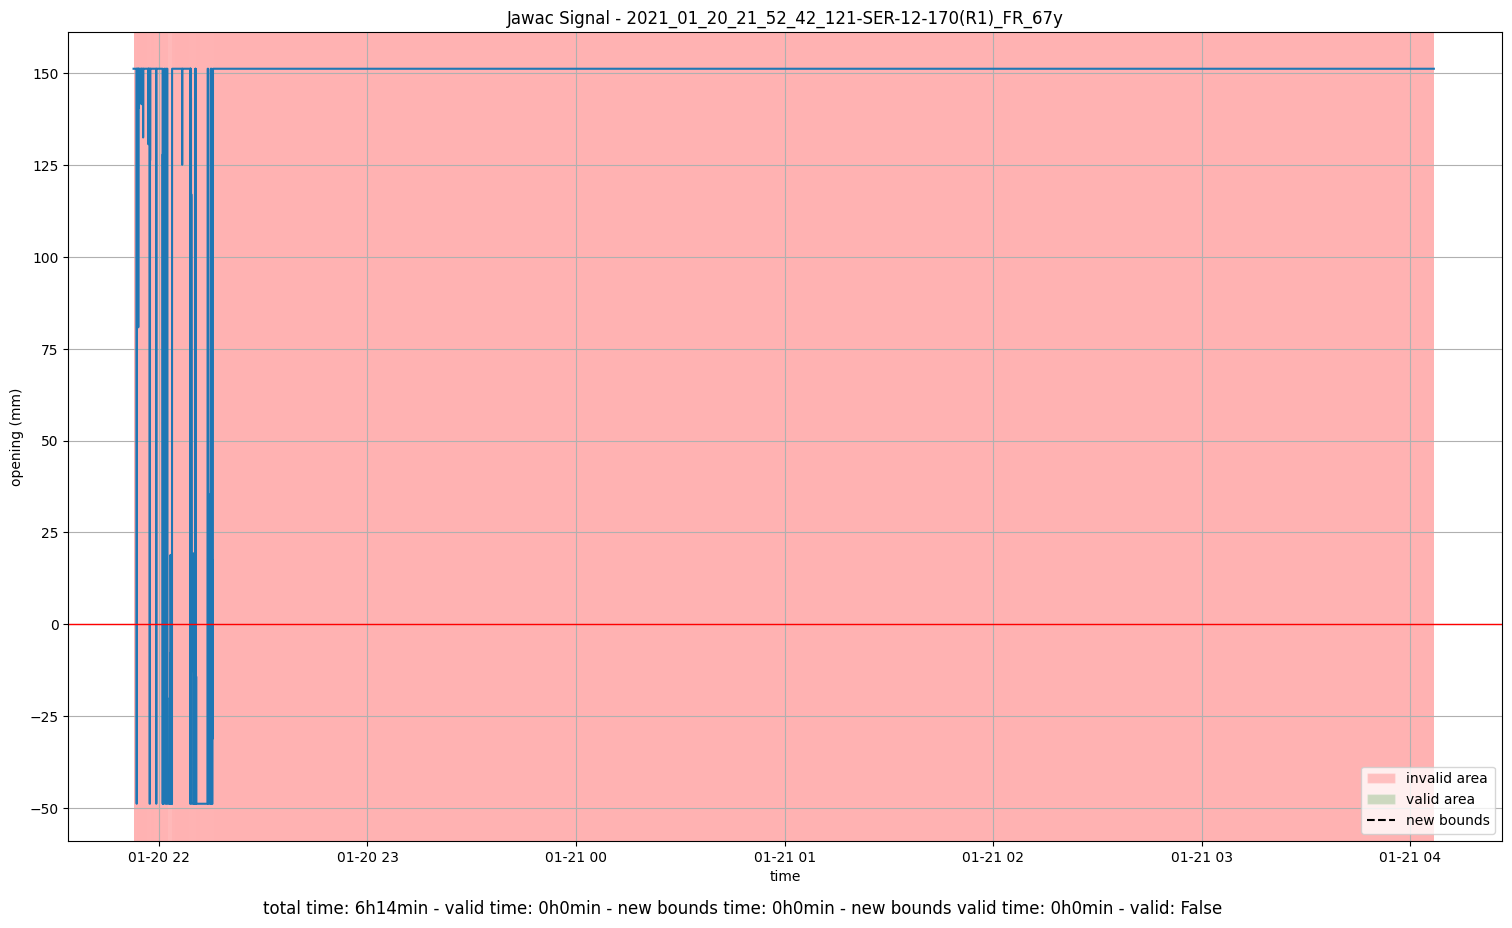 Jawac Signal - 2021_01_20_21_52_42_121-SER-12-170(R1)_FR_67y
opening (mm)
150
125
100
75
50
25
0
−25
−50
invalid area
valid area
new bounds
01-20 22 01-20 23 01-21 00 01-21 01 01-21 02 01-21 03 01-21 04
time
total time: 6h14min - valid time: 0h0min - new bounds time: 0h0min - new bounds valid time: 0h0min - valid: False